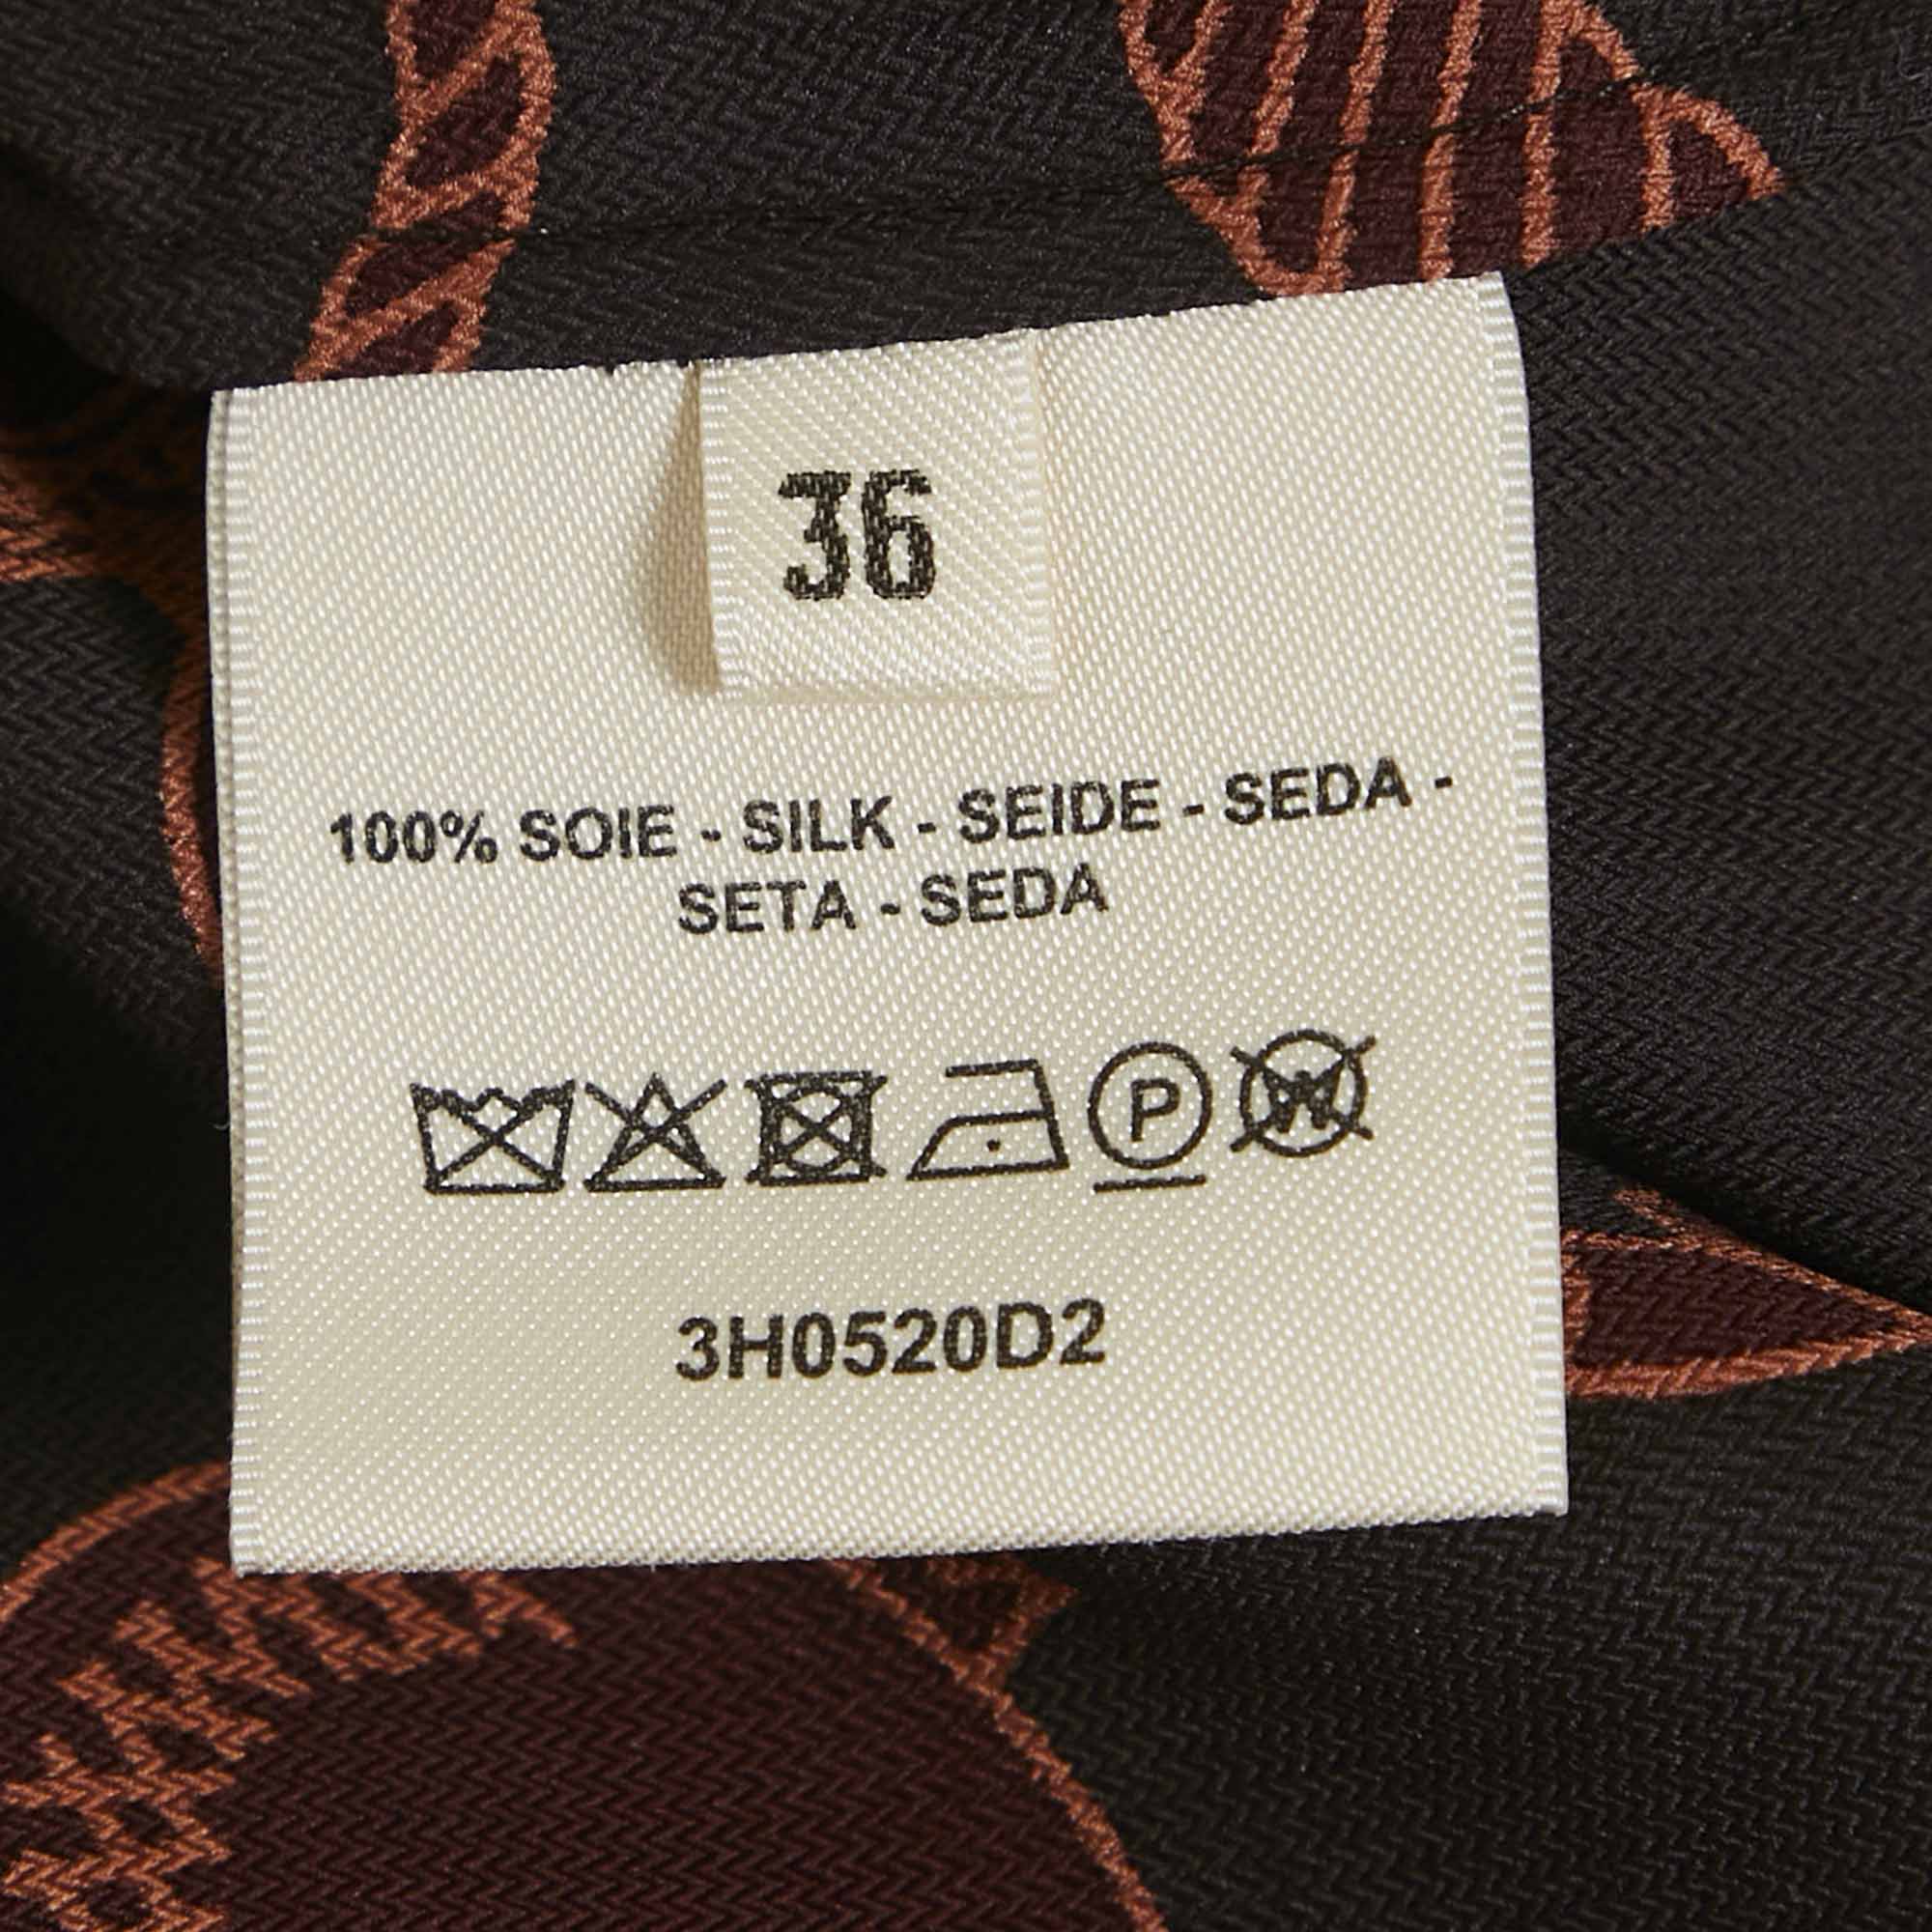 36
100% SOIE - SILK - SEIDE - SEDA -
SETA - SEDA
P W
3H0520D2